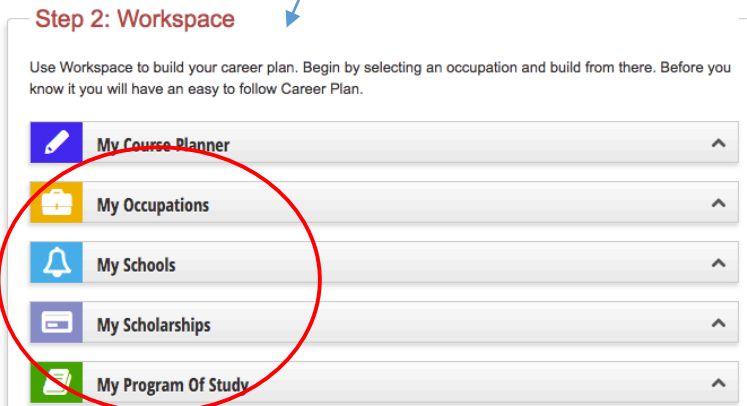 Step 2: Workspace
Use Workspace to build your career plan. Begin by selecting an occupation and build from there. Before you
know it you will have an easy to follow Career Plan.
My Course Planner
My Occupations
My Schools
My Scholarships
My Program Of Study